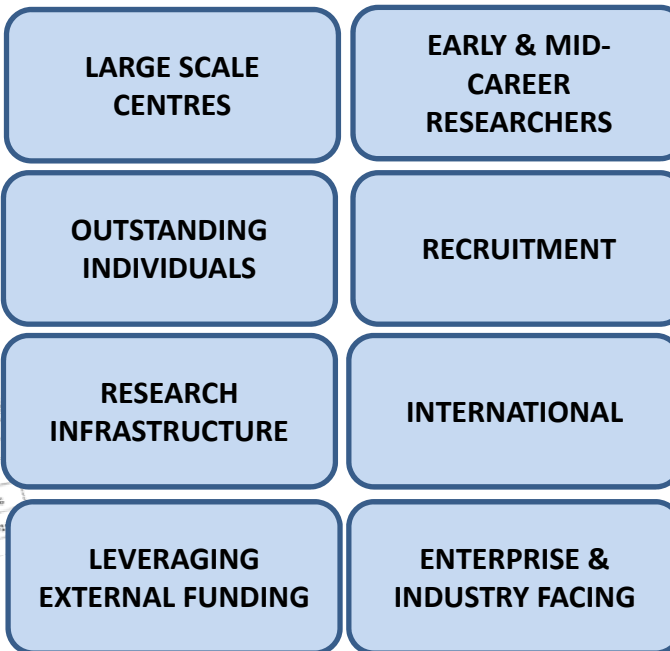 LARGE SCALE
CENTRES
EARLY & MID-
CAREER
RESEARCHERS
OUTSTANDING
INDIVIDUALS
RECRUITMENT
RESEARCH
INFRASTRUCTURE
INTERNATIONAL
LEVERAGING
EXTERNAL FUNDING
ENTERPRISE &
INDUSTRY FACING